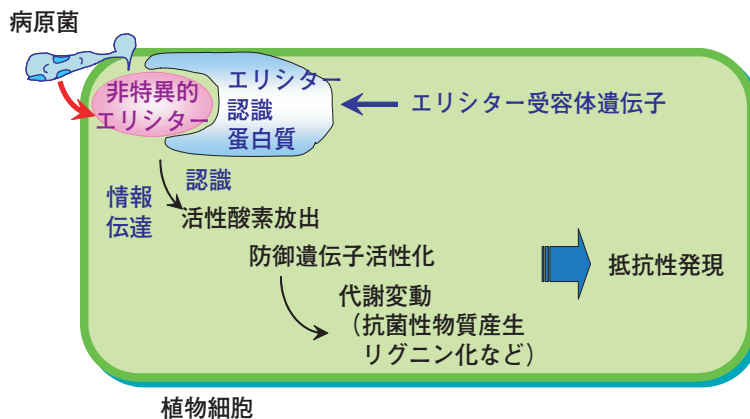 病原菌
非特異的
エリシター
エリシター
認識
蛋白質
エリシター受容体遺伝子
認識
情報
伝達
活性酸素放出
防御遺伝子活性化
代謝変動
（抗菌性物質産生
リグニン化など）
抵抗性発現
植物細胞